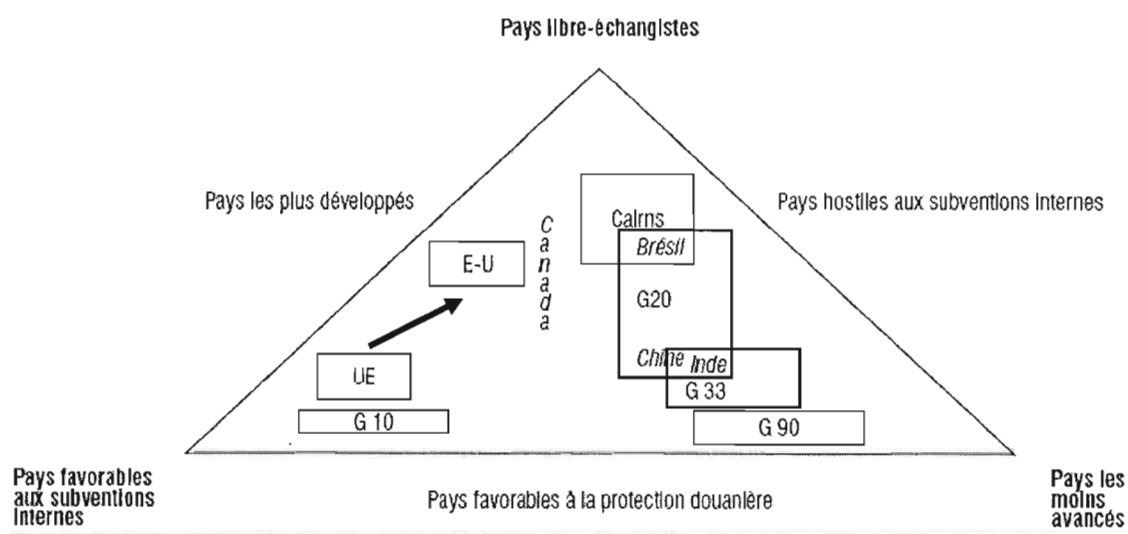 Pays libre-échangistes
Pays les plus développés
Pays hostiles aux subventions internes
Cairns
Canada
Brésil
E-U
G20
Chine
Inde
UE
G 33
G 10
G 90
Pays favorables
aux subventions
internes
Pays favorables à la protection douanière
Pays les
moins
avancés